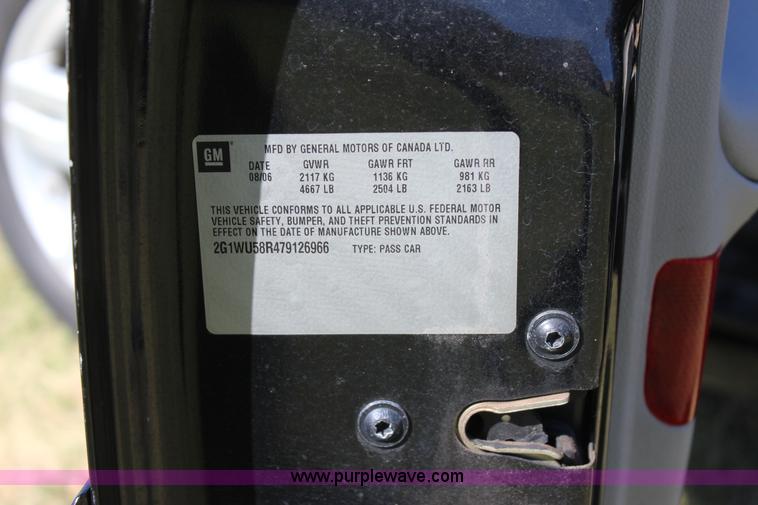 GM
MFD BY GENERAL MOTORS OF CANADA LTD.
DATE GVWR GAWR FRT GAWR RR
08/06 2117 KG 1136 KG 981 KG
4667 LB 2504 LB 2163 LB
THIS VEHICLE CONFORMS TO ALL APPLICABLE U.S. FEDERAL MOTOR
VEHICLE SAFETY, BUMPER, AND THEFT PREVENTION STANDARDS IN
EFFECT ON THE DATE OF MANUFACTURE SHOWN ABOVE.
2G1WU58R479126966 TYPE: PASS CAR
www.purplewave.com